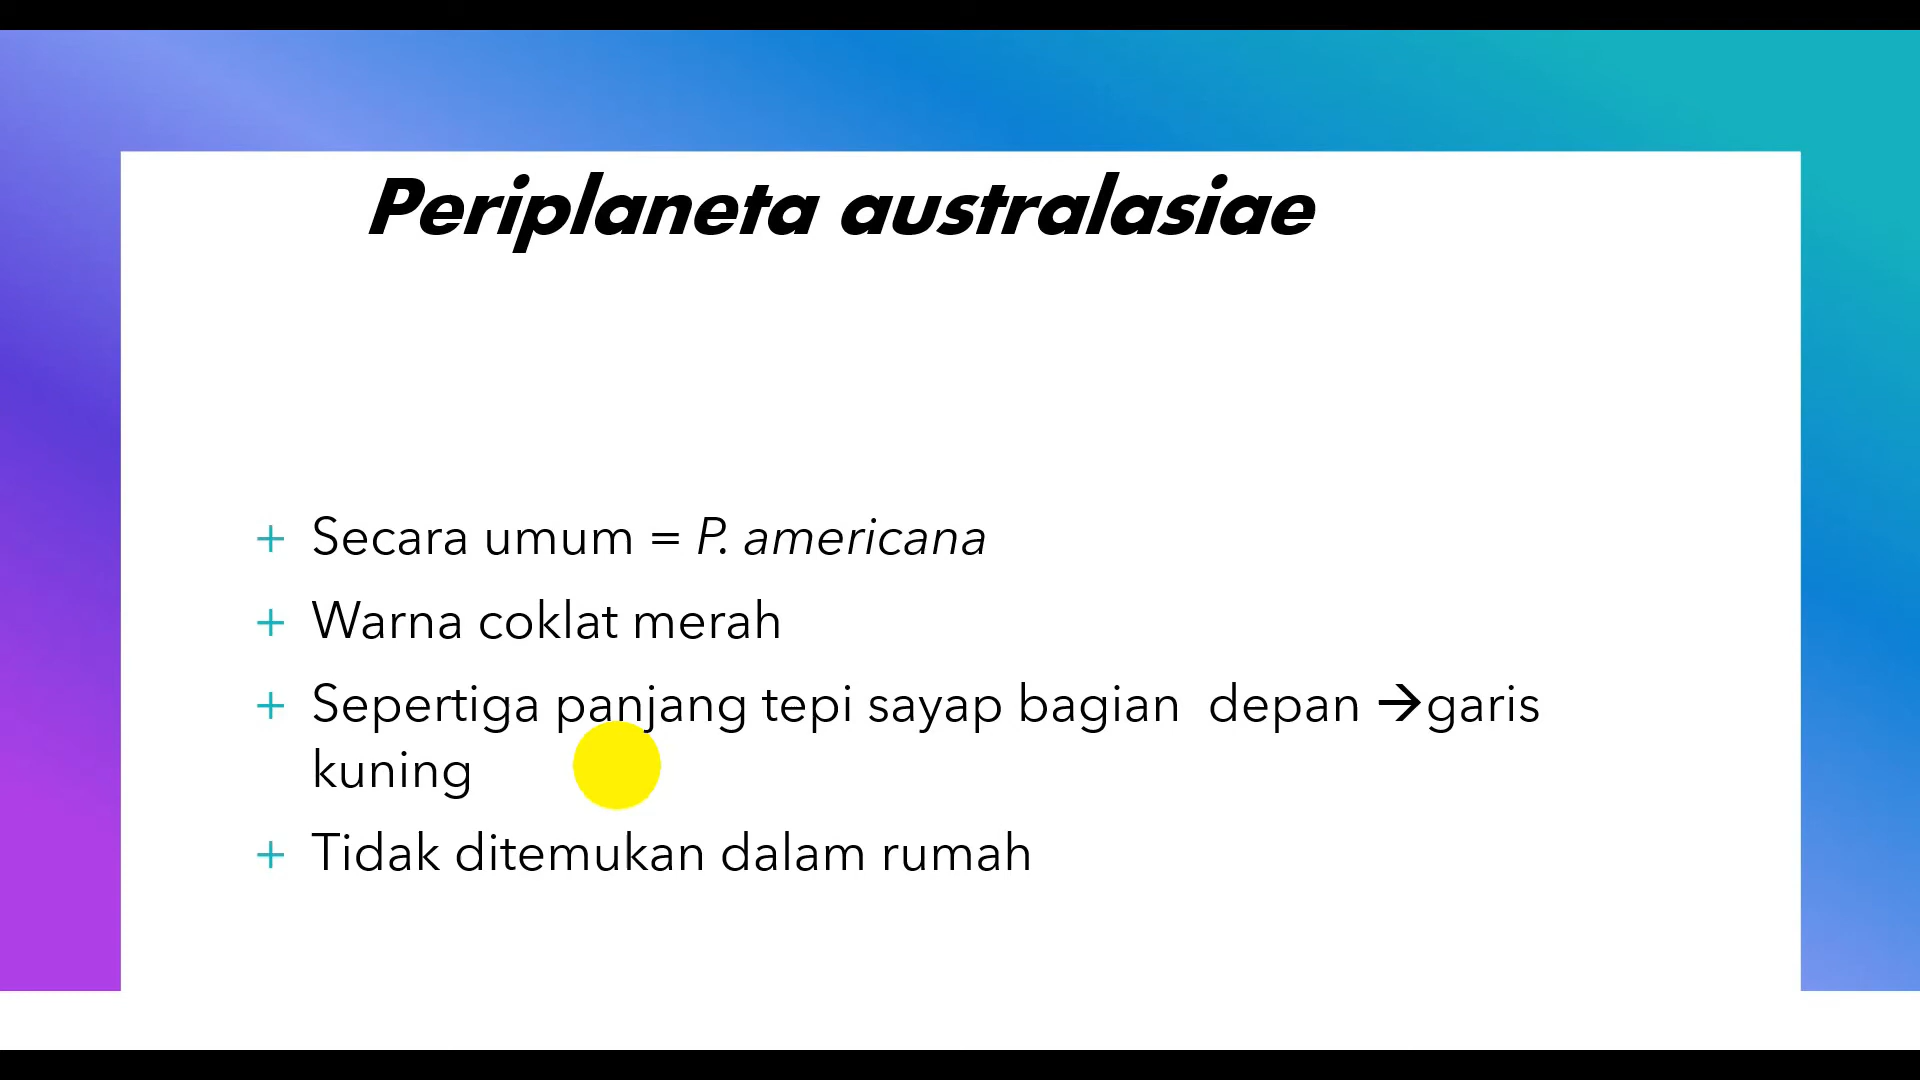 Periplaneta australasiae
+ Secara umum = P. americana
+ Warna coklat merah
+ Sepertiga panjang tepi sayap bagian  depan →garis
kuning
+ Tidak ditemukan dalam rumah